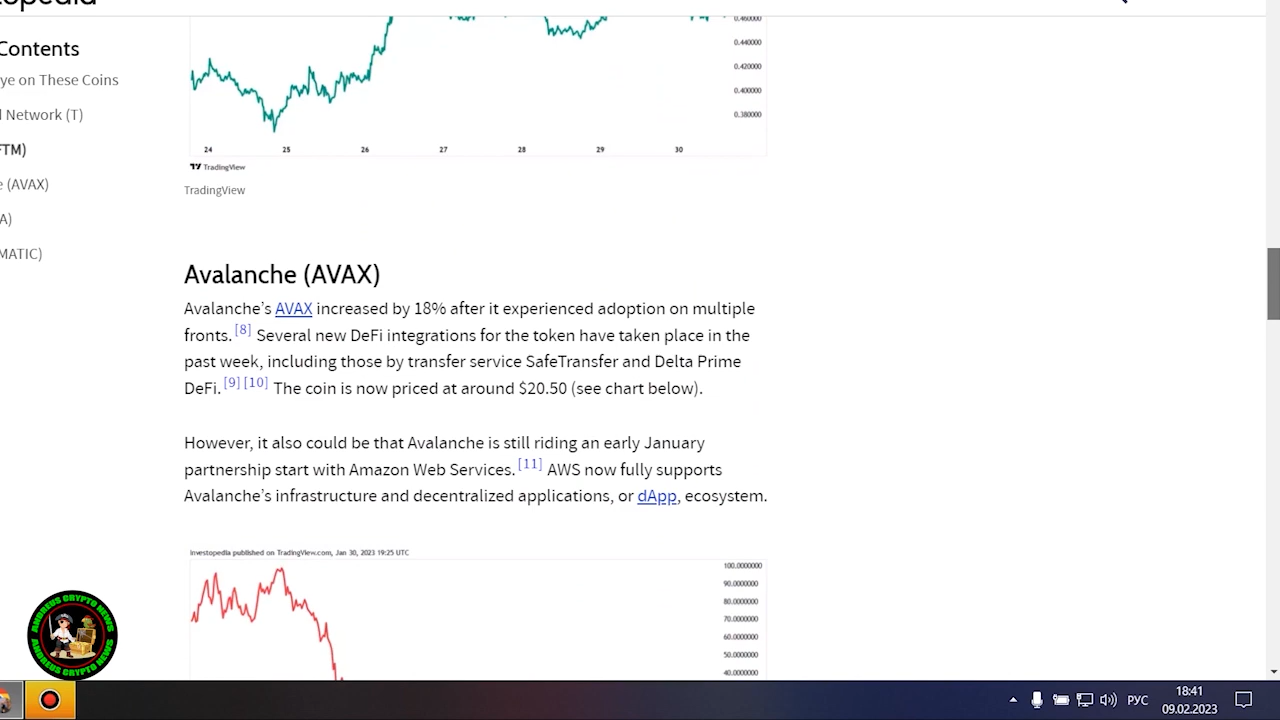 opedia
Contents
ye on These Coins
l Network (T)
FTM)
e (AVAX)
A)
MATIC)
0.460000
0.440000
0.420000
0.400000
0.380000
24 25 26 27 28 29 30
TradingView
TradingView
Avalanche (AVAX)
Avalanche’s AVAX increased by 18% after it experienced adoption on multiple
fronts. [8] Several new DeFi integrations for the token have taken place in the
past week, including those by transfer service SafeTransfer and Delta Prime
DeFi. [9] [10] The coin is now priced at around $20.50 (see chart below).
However, it also could be that Avalanche is still riding an early January
partnership start with Amazon Web Services. [11] AWS now fully supports
Avalanche’s infrastructure and decentralized applications, or dApp, ecosystem.
Investopedia published on TradingView.com, Jan 30, 2023 19:25 UTC
100.0000000
90.0000000
80.0000000
70.0000000
60.0000000
50.0000000
40.0000000
ANDREUS CRYPTO NEWS
ANDREUS CRYPTO NEWS
РУС
18:41
09.02.2023